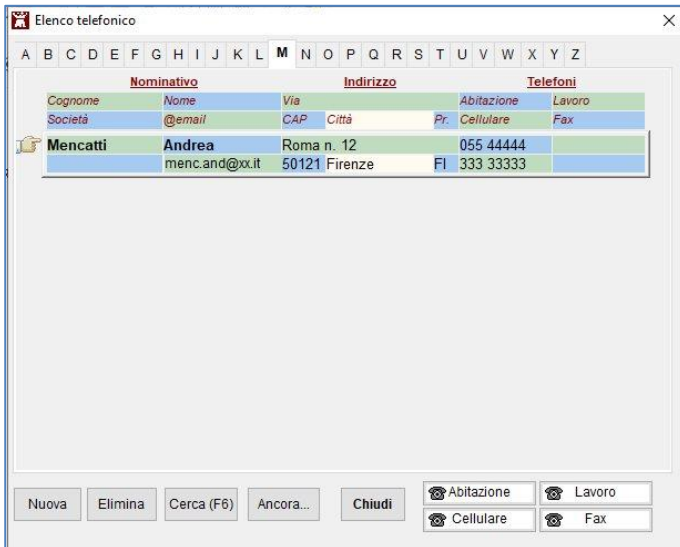 Elenco telefonico
A B C D E F G H I J K L M N O P Q R S T U V W X Y Z
Nominativo Indirizzo Telefoni
Cognome Nome Via Abitazione Lavoro
Società @email CAP Città Pr. Cellulare Fax
Mencatti Andrea Roma n. 12 055 44444
menc.and@xx.it 50121 Firenze FI 333 33333
Nuova Elimina Cerca (F6) Ancora... Chiudi
Abitazione Lavoro
Cellulare Fax